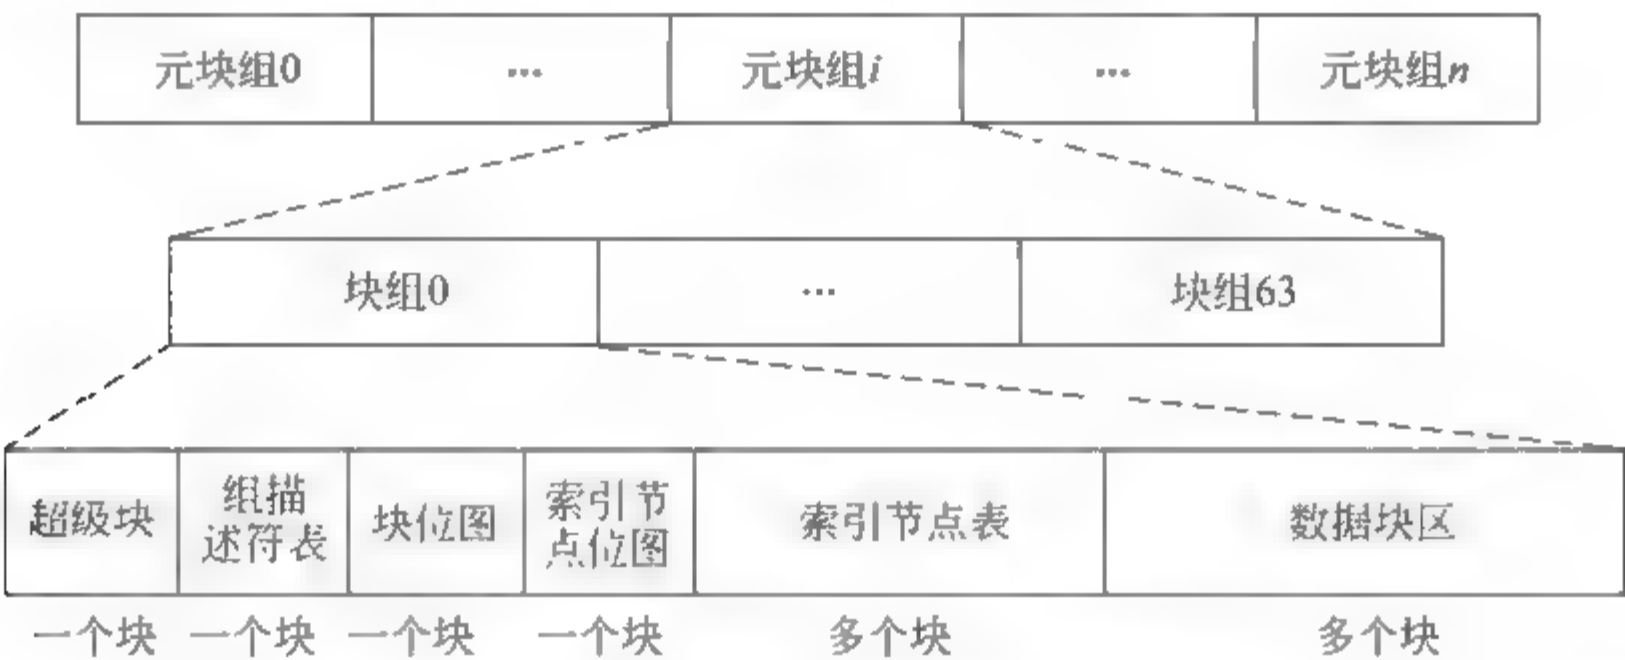 元块组0 … 元块组i … 元块组n
块组0 … 块组63
超级块 组描述符表 块位图 索引节点位图 索引节点表 数据块区
一个块 一个块 一个块 一个块 多个块 多个块